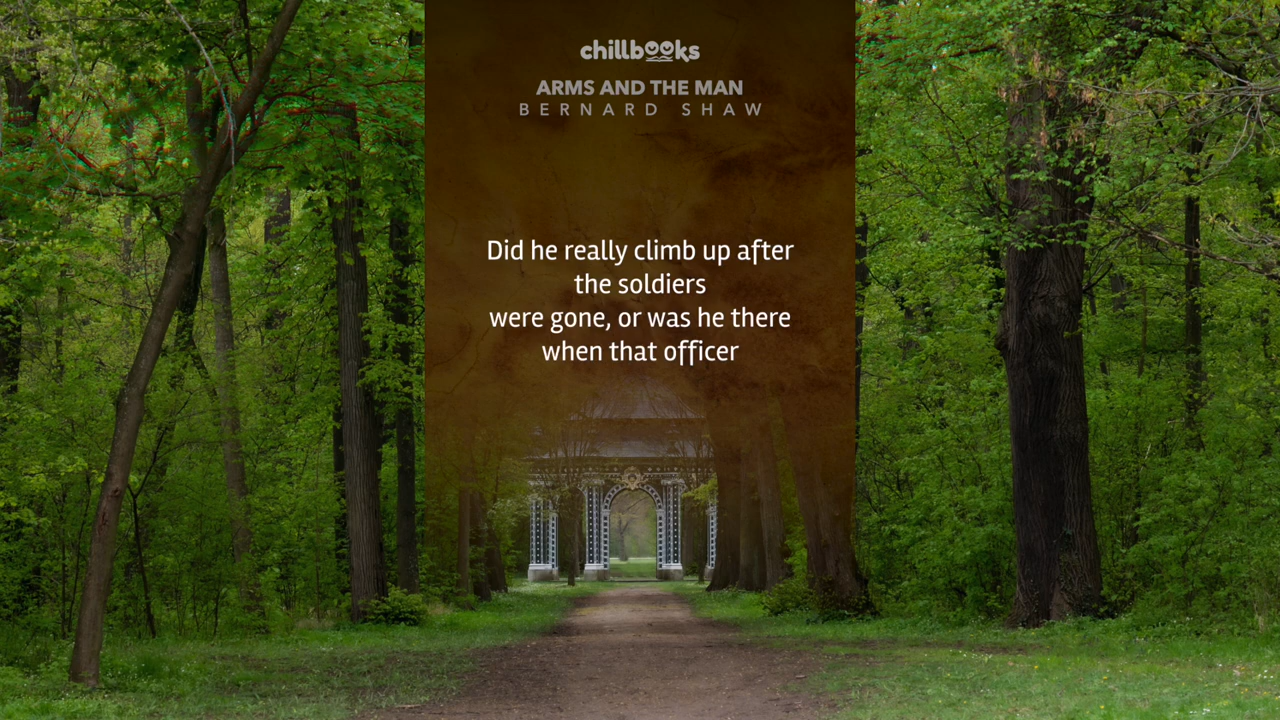 chillbooks
ARMS AND THE MAN
BERNARD SHAW
Did he really climb up after
the soldiers
were gone, or was he there
when that officer